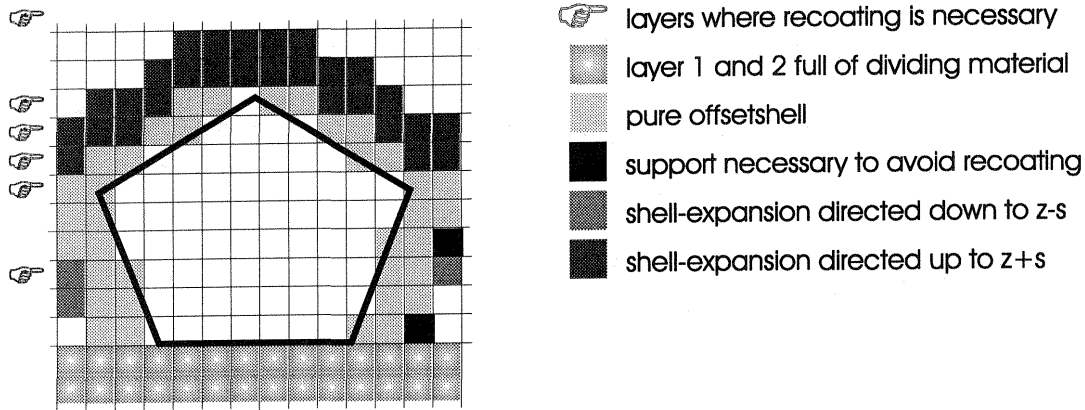 layers where recoating is necessary
layer 1 and 2 full of dividing material
pure offsetshell
support necessary to avoid recoating
shell-expansion directed down to z-s
shell-expansion directed up to z+s